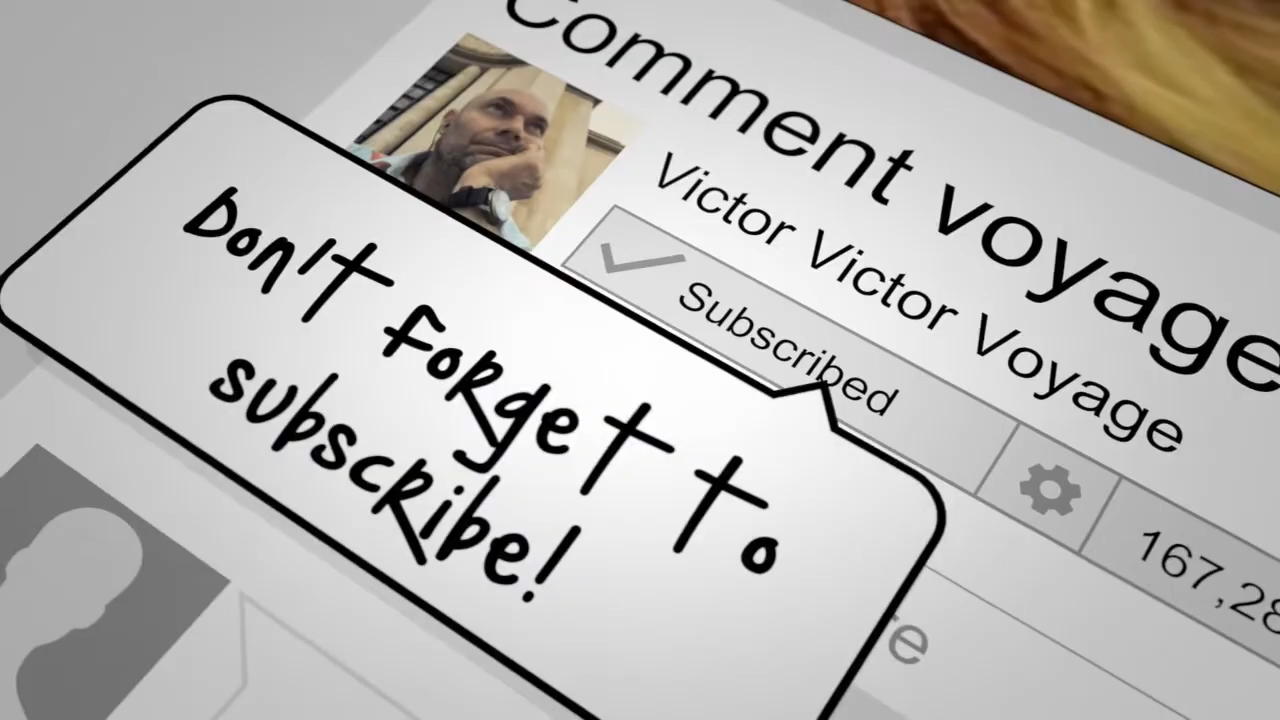 Comment voyage
Victor Victor Voyage
Subscribed
167,28
Don't forget to
subscribe!